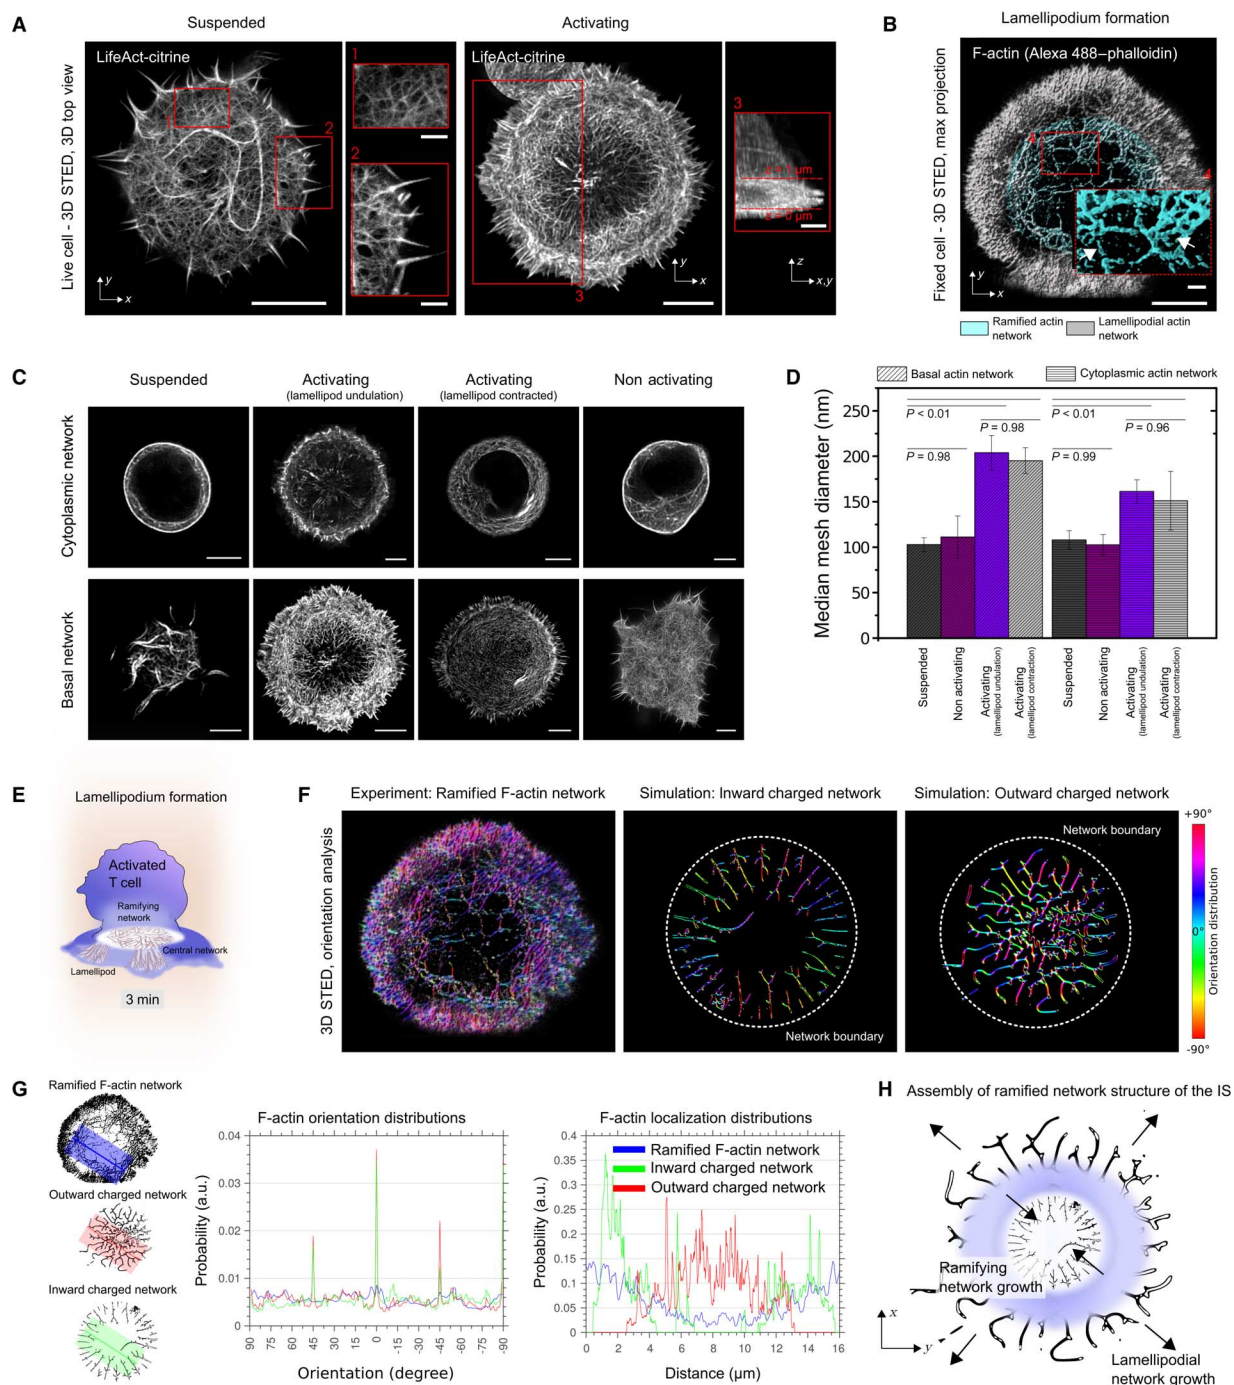 A
Suspended
Activating
Live cell - 3D STED, 3D top view
LifeAct-citrine
1
2
y
x
1
2
LifeAct-citrine
3
y
x
3
z = 0 µm
z
x,y
B
Lamellipodium formation
Fixed cell - 3D STED, max projection
F-actin (Alexa 488–phalloidin)
4
4
y
x
Ramified actin
network
Lamellipodial actin
network
C
Suspended
Activating
(lamellipod undulation)
Activating
(lamellipod contracted)
Non activating
Cytoplasmic network
Basal network
D
Basal actin network
Cytoplasmic actin network
Median mesh diameter (nm)
250
200
150
100
50
0
P < 0.01
P = 0.98
P = 0.98
P < 0.01
P = 0.96
P = 0.99
Suspended
Non activating
Activating
(lamellipod undulation)
Activating
(lamellipod contraction)
Suspended
Non activating
Activating
(lamellipod undulation)
Activating
(lamellipod contraction)
E
Lamellipodium formation
Activated
T cell
Ramifying
network
Central network
Lamellipod
3 min
F
Experiment: Ramified F-actin network
Simulation: Inward charged network
Simulation: Outward charged network
3D STED, orientation analysis
Network boundary
Network boundary
+90°
0°
-90°
Orientation distribution
G
Ramified F-actin network
Outward charged network
Inward charged network
F-actin orientation distributions
Probability (a.u.)
0.04
0.03
0.02
0.01
0
90 75 60 45 30 15 0 -15 -30 -45 -60 -75 -90
Orientation (degree)
F-actin localization distributions
Probability (a.u.)
0.4
0.35
0.3
0.25
0.2
0.15
0.1
0.05
0
Ramified F-actin network
Inward charged network
Outward charged network
0 2 4 6 8 10 12 14 16
Distance (µm)
H
Assembly of ramified network structure of the IS
Ramifying
network growth
x
y
Lamellipodial
network growth